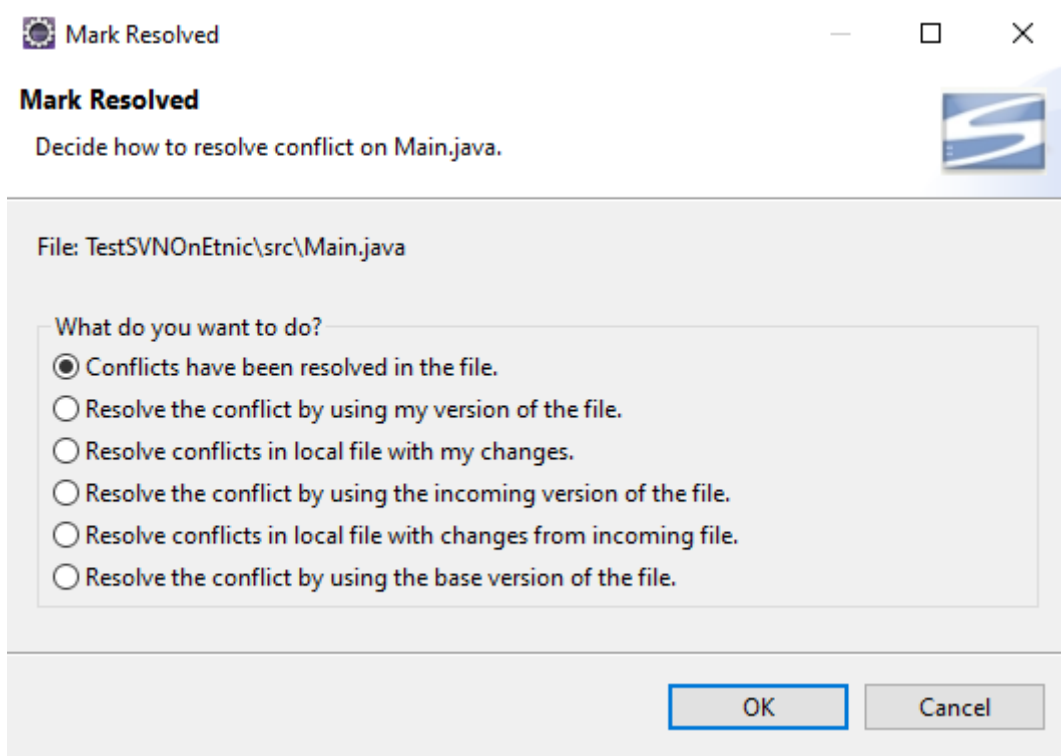 Mark Resolved
Mark Resolved
Decide how to resolve conflict on Main.java.
File: TestSVNOnEtnic\src\Main.java
What do you want to do?
Conflicts have been resolved in the file.
Resolve the conflict by using my version of the file.
Resolve conflicts in local file with my changes.
Resolve the conflict by using the incoming version of the file.
Resolve conflicts in local file with changes from incoming file.
Resolve the conflict by using the base version of the file.
OK Cancel